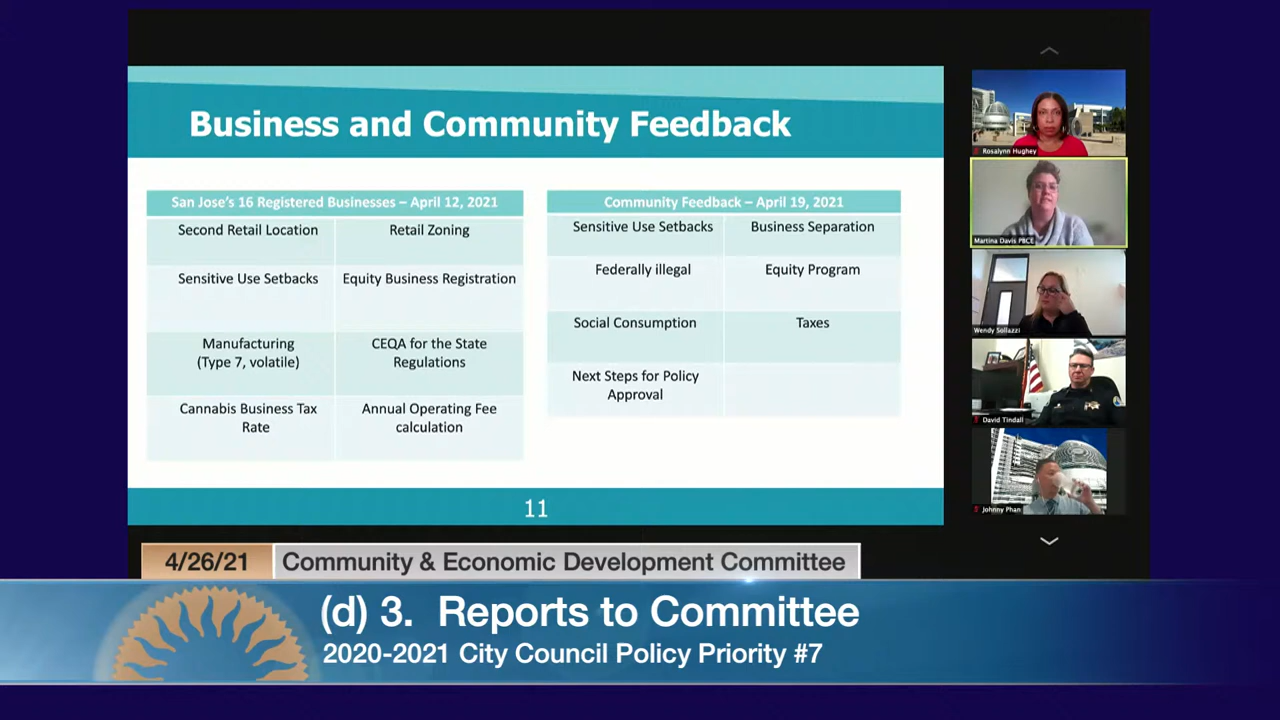 Business and Community Feedback
San Jose's 16 Registered Businesses – April 12, 2021
Second Retail Location
Retail Zoning
Sensitive Use Setbacks
Equity Business Registration
Manufacturing
(Type 7, volatile)
CEQA for the State
Regulations
Cannabis Business Tax
Rate
Annual Operating Fee
calculation
Community Feedback – April 19, 2021
Sensitive Use Setbacks
Business Separation
Federally illegal
Equity Program
Social Consumption
Taxes
Next Steps for Policy
Approval
11
Rosalynn Hughey
Martina Davis PBCE
Wendy Sollazzi
David Tindall
Johnny Phan
4/26/21
Community & Economic Development Committee
(d) 3. Reports to Committee
2020-2021 City Council Policy Priority #7